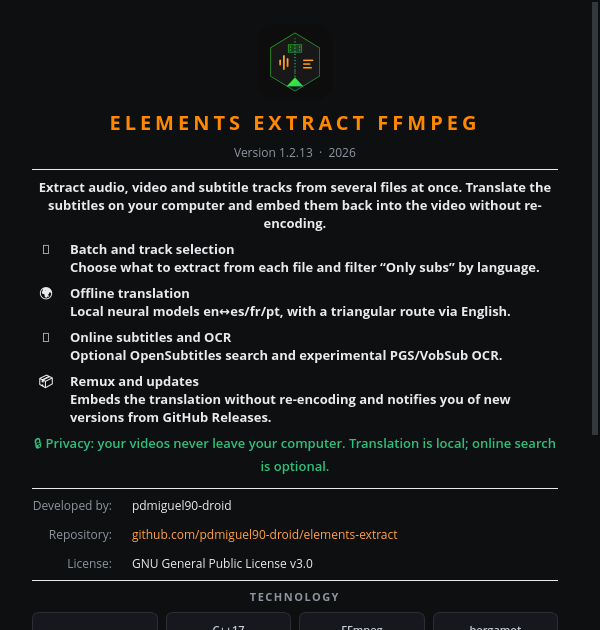 ELEMENTS EXTRACT FFMPEG
Version 1.2.13 · 2026
Extract audio, video and subtitle tracks from several files at once. Translate the
subtitles on your computer and embed them back into the video without re-
encoding.
Batch and track selection
Choose what to extract from each file and filter “Only subs” by language.
Offline translation
Local neural models en↔es/fr/pt, with a triangular route via English.
Online subtitles and OCR
Optional OpenSubtitles search and experimental PGS/VobSub OCR.
Remux and updates
Embeds the translation without re-encoding and notifies you of new
versions from GitHub Releases.
Privacy: your videos never leave your computer. Translation is local; online search
is optional.
Developed by: pdmiguel90-droid
Repository: github.com/pdmiguel90-droid/elements-extract
License: GNU General Public License v3.0
TECHNOLOGY
C++17 FFmpeg bergamot